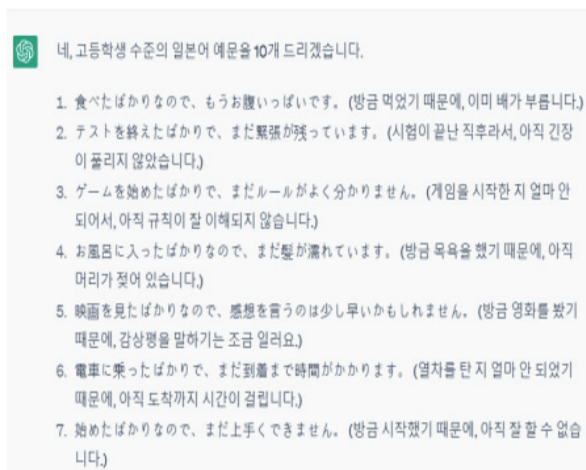 네, 고등학생 수준의 일본어 예문을 10개 드리겠습니다.
1. 食べたばかりなので、もうお腹いっぱいです。 (방금 먹었기 때문에, 이미 배가 부릅니다.)
2. テストを終えたばかりで、まだ緊張が残っています。 (시험이 끝난 직후라서, 아직 긴장
이 풀리지 않았습니다.)
3. ゲームを始めたばかりで、まだルールがよく分かりません。 (게임을 시작한 지 얼마 안
되어서, 아직 규칙이 잘 이해되지 않습니다.)
4. お風呂に入ったばかりなので、まだ髪が濡れています。 (방금 목욕을 했기 때문에, 아직
머리가 젖어 있습니다.)
5. 映画を見たばかりなので、感想を言うのは少し早いかもしれません。 (방금 영화를 봤기
때문에, 감상평을 말하기는 조금 일러요.)
6. 電車に乗ったばかりで、まだ到着まで時間がかかります。 (열차를 탄 지 얼마 안 되었기
때문에, 아직 도착까지 시간이 걸립니다.)
7. 始めたばかりなので、まだ上手くできません。 (방금 시작했기 때문에, 아직 잘 할 수 없습
니다.)